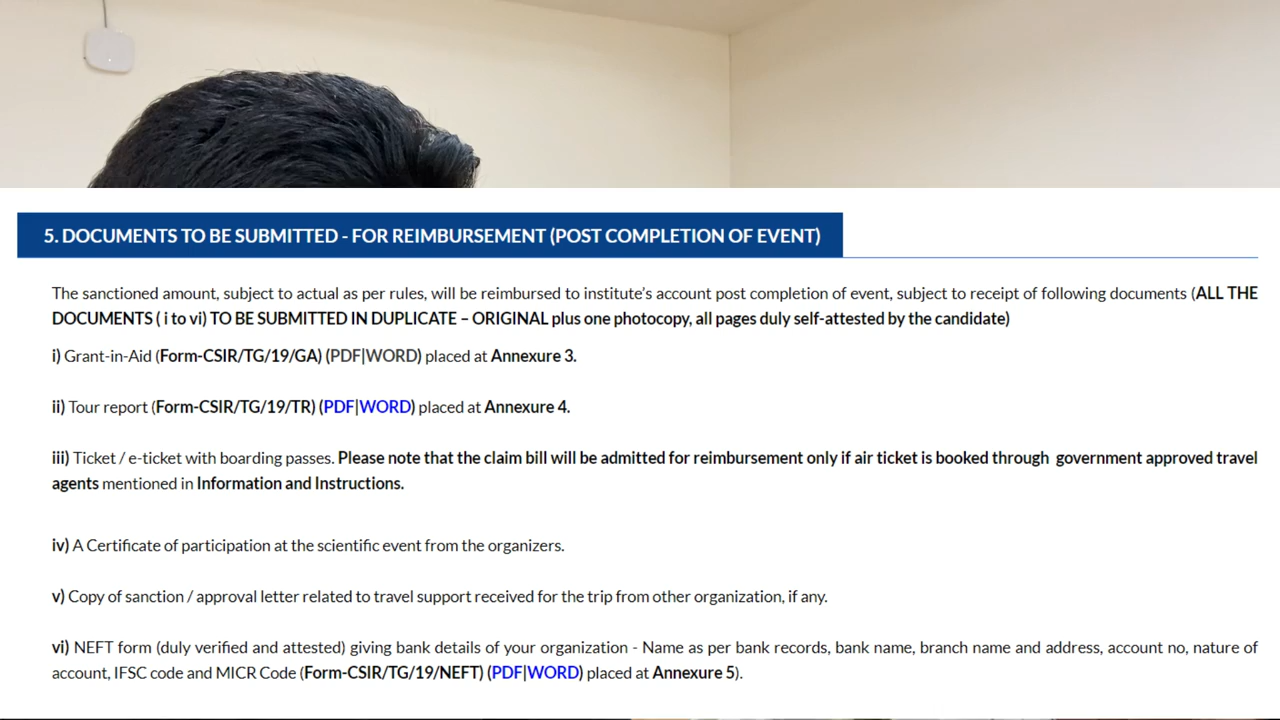 5. DOCUMENTS TO BE SUBMITTED - FOR REIMBURSEMENT (POST COMPLETION OF EVENT)
The sanctioned amount, subject to actual as per rules, will be reimbursed to institute's account post completion of event, subject to receipt of following documents (ALL THE
DOCUMENTS ( i to vi) TO BE SUBMITTED IN DUPLICATE – ORIGINAL plus one photocopy, all pages duly self-attested by the candidate)
i) Grant-in-Aid (Form-CSIR/TG/19/GA) (PDF|WORD) placed at Annexure 3.
ii) Tour report (Form-CSIR/TG/19/TR) (PDF|WORD) placed at Annexure 4.
iii) Ticket / e-ticket with boarding passes. Please note that the claim bill will be admitted for reimbursement only if air ticket is booked through government approved travel
agents mentioned in Information and Instructions.
iv) A Certificate of participation at the scientific event from the organizers.
v) Copy of sanction / approval letter related to travel support received for the trip from other organization, if any.
vi) NEFT form (duly verified and attested) giving bank details of your organization - Name as per bank records, bank name, branch name and address, account no, nature of
account, IFSC code and MICR Code (Form-CSIR/TG/19/NEFT) (PDF|WORD) placed at Annexure 5).